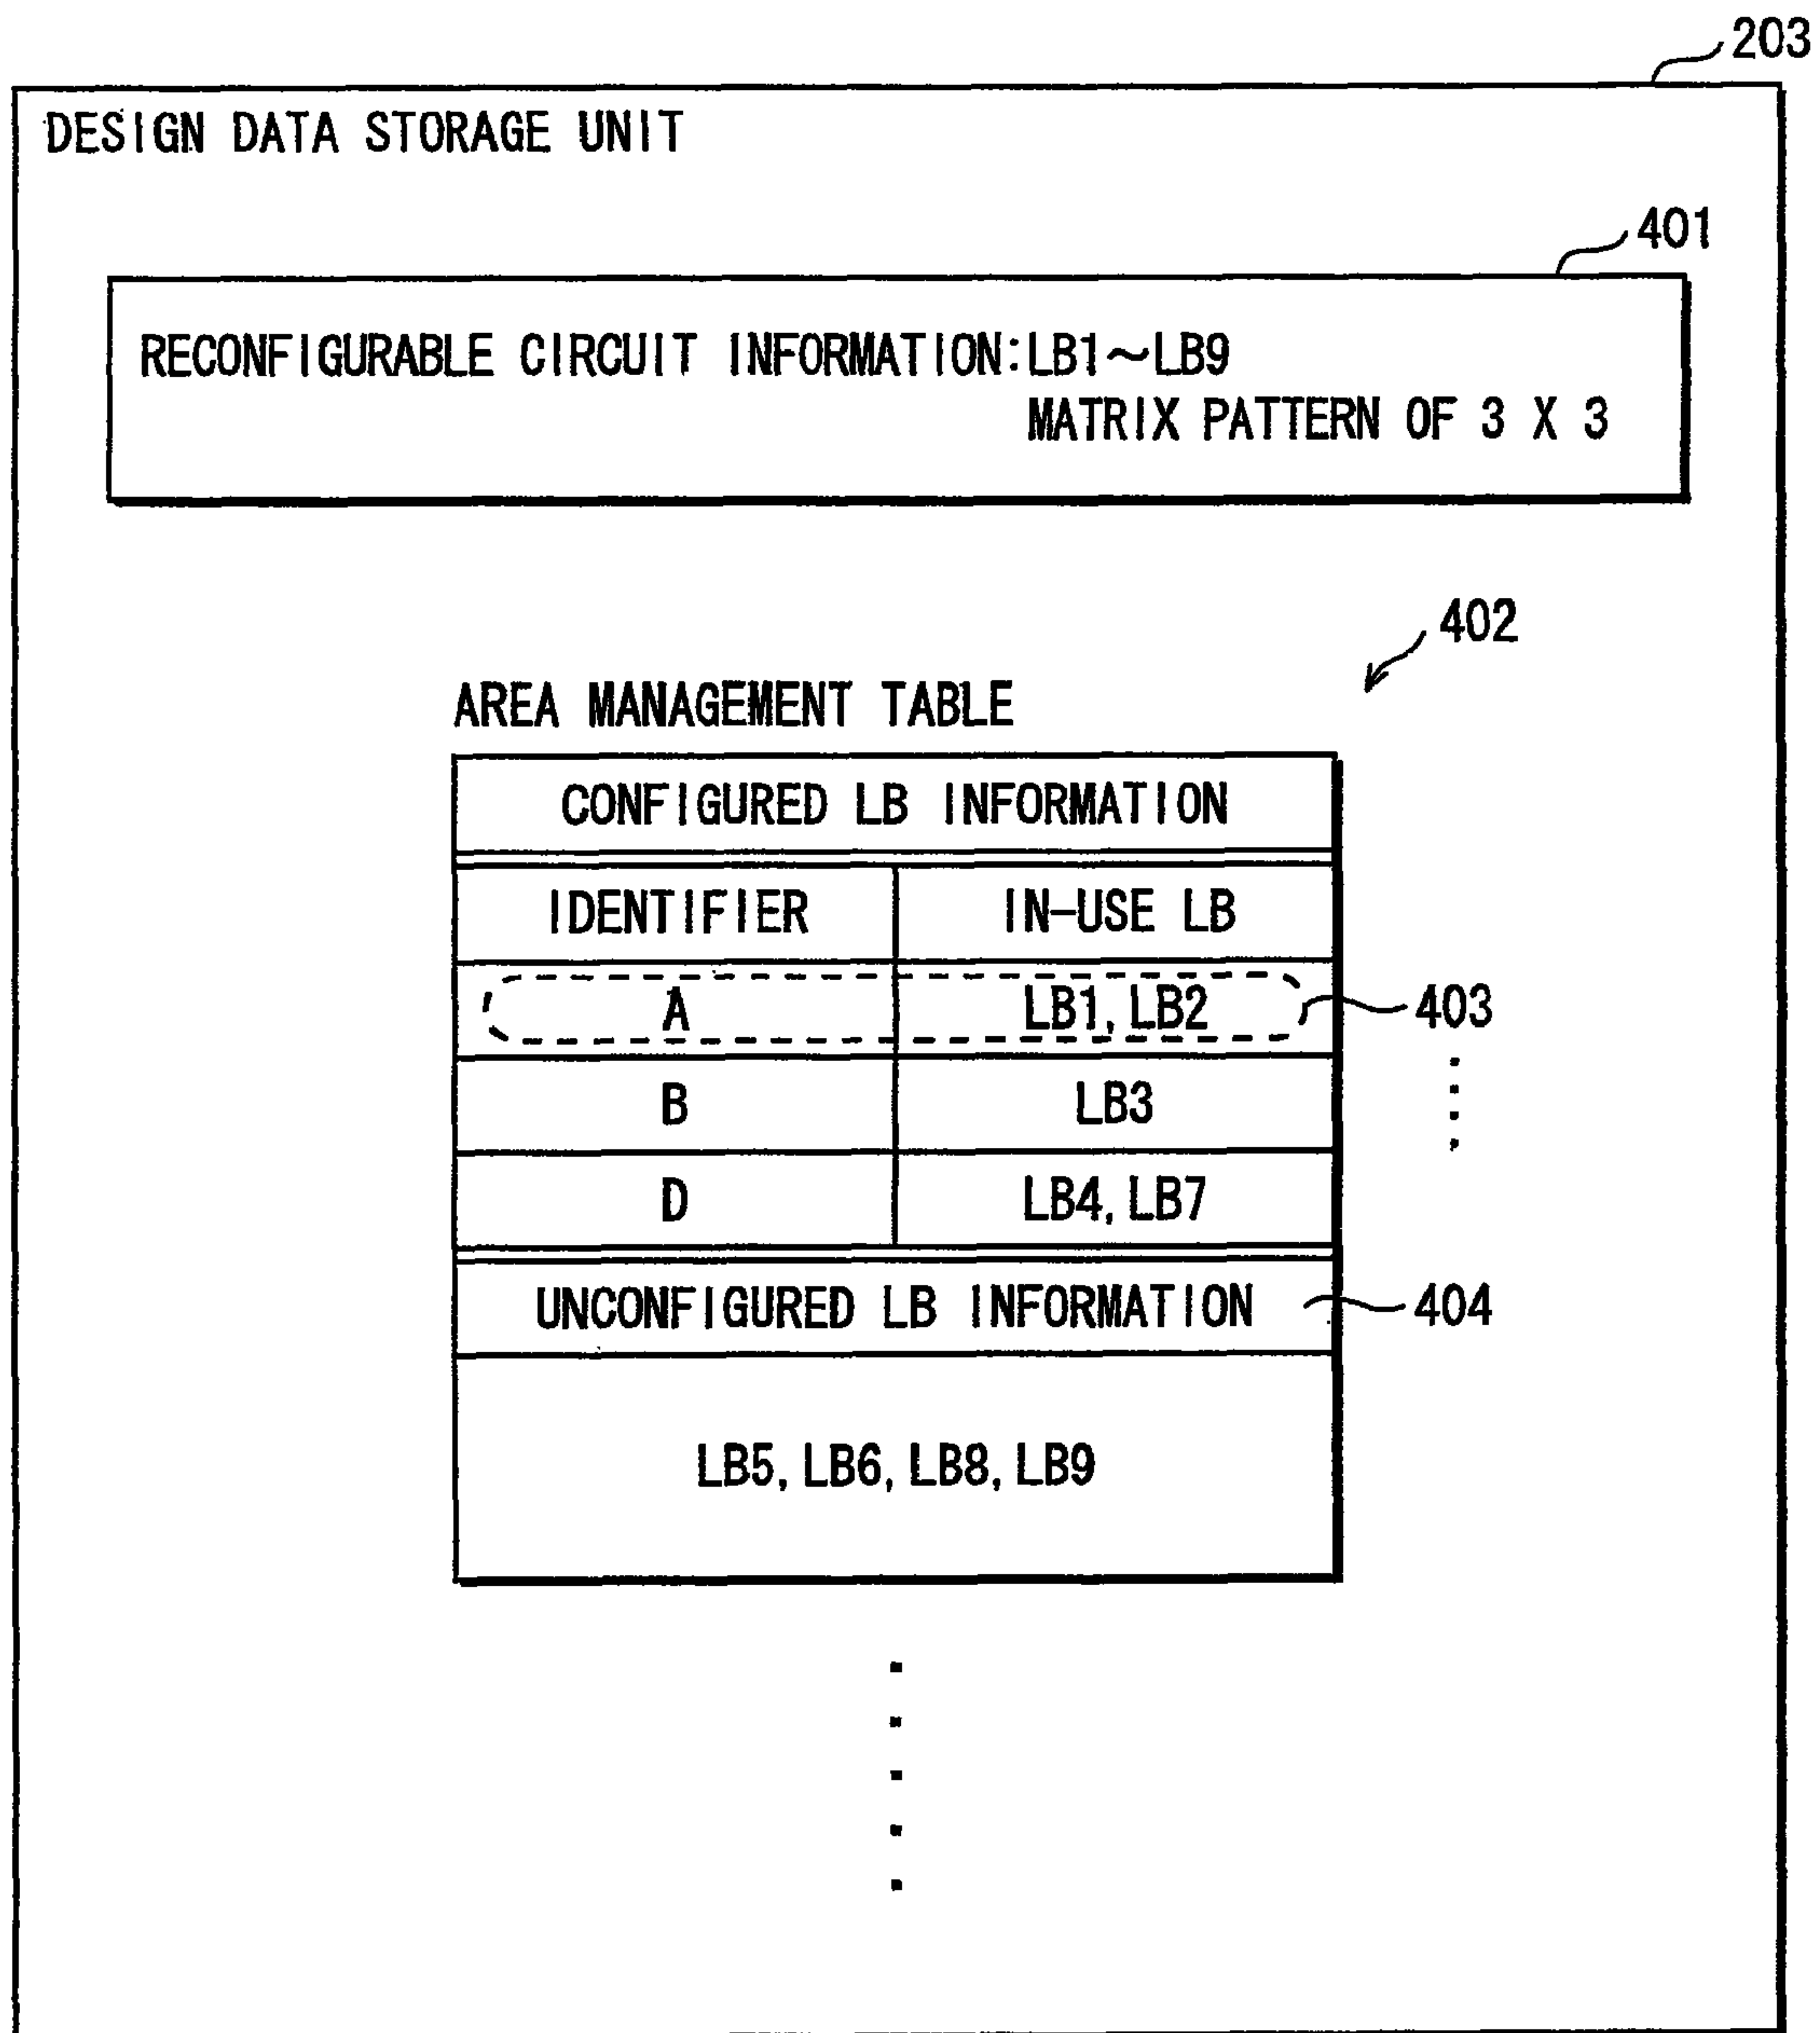 203
DESIGN DATA STORAGE UNIT
401
RECONFIGURABLE CIRCUIT INFORMATION:LB1~LB9
MATRIX PATTERN OF 3 X 3
402
AREA MANAGEMENT TABLE
CONFIGURED LB INFORMATION
IDENTIFIER IN-USE LB
A LB1, LB2 403
B LB3
D LB4, LB7
UNCONFIGURED LB INFORMATION 404
LB5, LB6, LB8, LB9